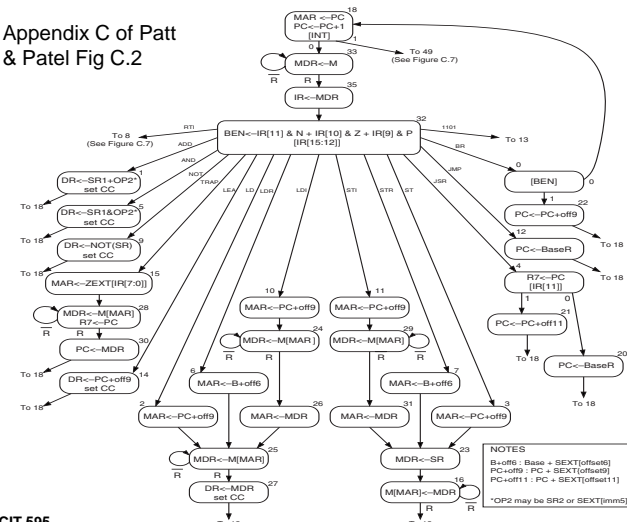 Appendix C of Patt
& Patel Fig C.2
18
MAR <–PC
PC<–PC+1
[INT]
0
1
To 49
(See Figure C.7)
33
MDR<–M
R
R
35
IR<–MDR
32
BEN<–IR[11] & N + IR[10] & Z + IR[9] & P
[IR[15:12]]
RTI
To 8
(See Figure C.7)
1101
To 13
ADD
AND
NOT
TRAP
LEA
LD
LDR
LDI
STI
STR
ST
JSR
JMP
BR
1
DR<–SR1+OP2*
set CC
To 18
5
DR<–SR1&OP2*
set CC
To 18
9
DR<–NOT(SR)
set CC
To 18
15
MAR<–ZEXT[IR[7:0]]
28
MDR<–M[MAR]
R7<–PC
R
R
30
PC<–MDR
To 18
14
DR<–PC+off9
set CC
To 18
0
[BEN]
0
1
22
PC<–PC+off9
To 18
12
PC<–BaseR
To 18
4
R7<–PC
[IR[11]]
1
0
21
PC<–PC+off11
To 18
20
PC<–BaseR
To 18
10
MAR<–PC+off9
11
MAR<–PC+off9
24
MDR<–M[MAR]
R
R
29
MDR<–M[MAR]
R
R
6
MAR<–B+off6
7
MAR<–B+off6
2
MAR<–PC+off9
26
MAR<–MDR
31
MAR<–MDR
3
MAR<–PC+off9
25
MDR<–M[MAR]
R
R
23
MDR<–SR
27
DR<–MDR
set CC
16
M[MAR]<–MDR
R
R
NOTES
B+off6 : Base + SEXT[offset6]
PC+off9 : PC + SEXT[offset9]
PC+off11 : PC + SEXT[offset11]
*OP2 may be SR2 or SEXT[imm5]
CIT 595